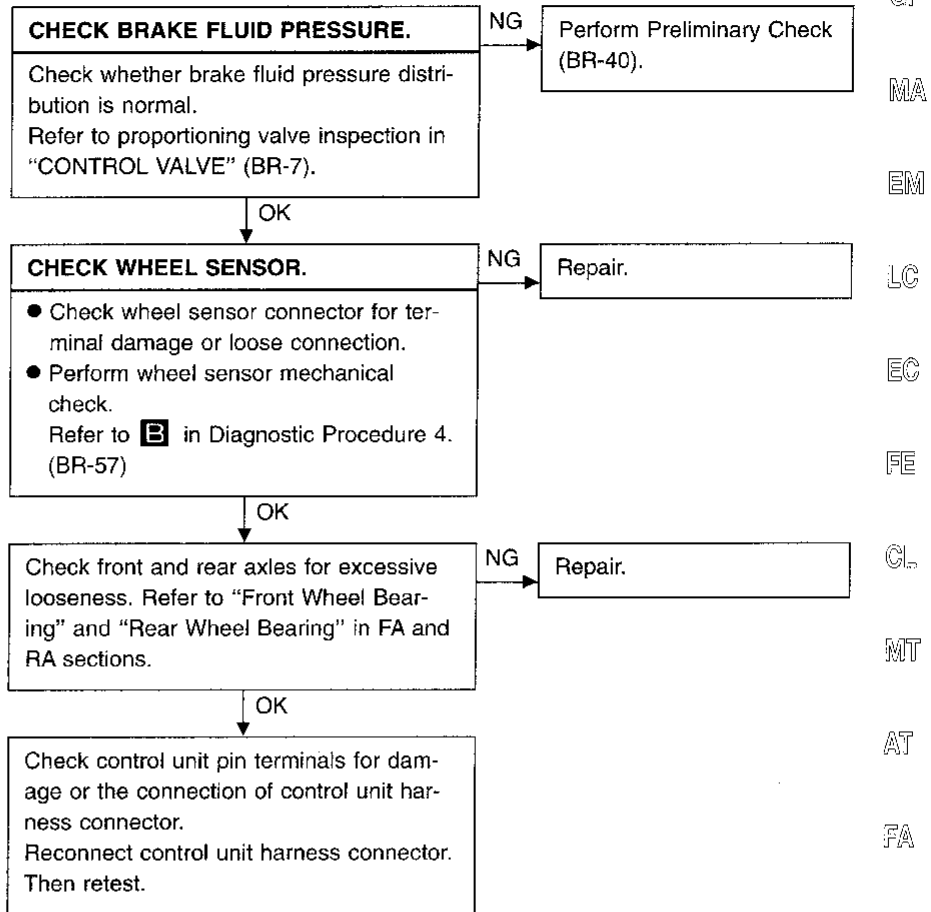 CHECK BRAKE FLUID PRESSURE.
Check whether brake fluid pressure distri-
bution is normal.
Refer to proportioning valve inspection in
"CONTROL VALVE" (BR-7).
NG
Perform Preliminary Check
(BR-40).
OK
CHECK WHEEL SENSOR.
● Check wheel sensor connector for ter-
minal damage or loose connection.
● Perform wheel sensor mechanical
check.
Refer to B in Diagnostic Procedure 4.
(BR-57)
NG
Repair.
OK
Check front and rear axles for excessive
looseness. Refer to "Front Wheel Bear-
ing" and "Rear Wheel Bearing" in FA and
RA sections.
NG
Repair.
OK
Check control unit pin terminals for dam-
age or the connection of control unit har-
ness connector.
Reconnect control unit harness connector.
Then retest.
MA
EM
LC
EC
FE
CL
MT
AT
FA